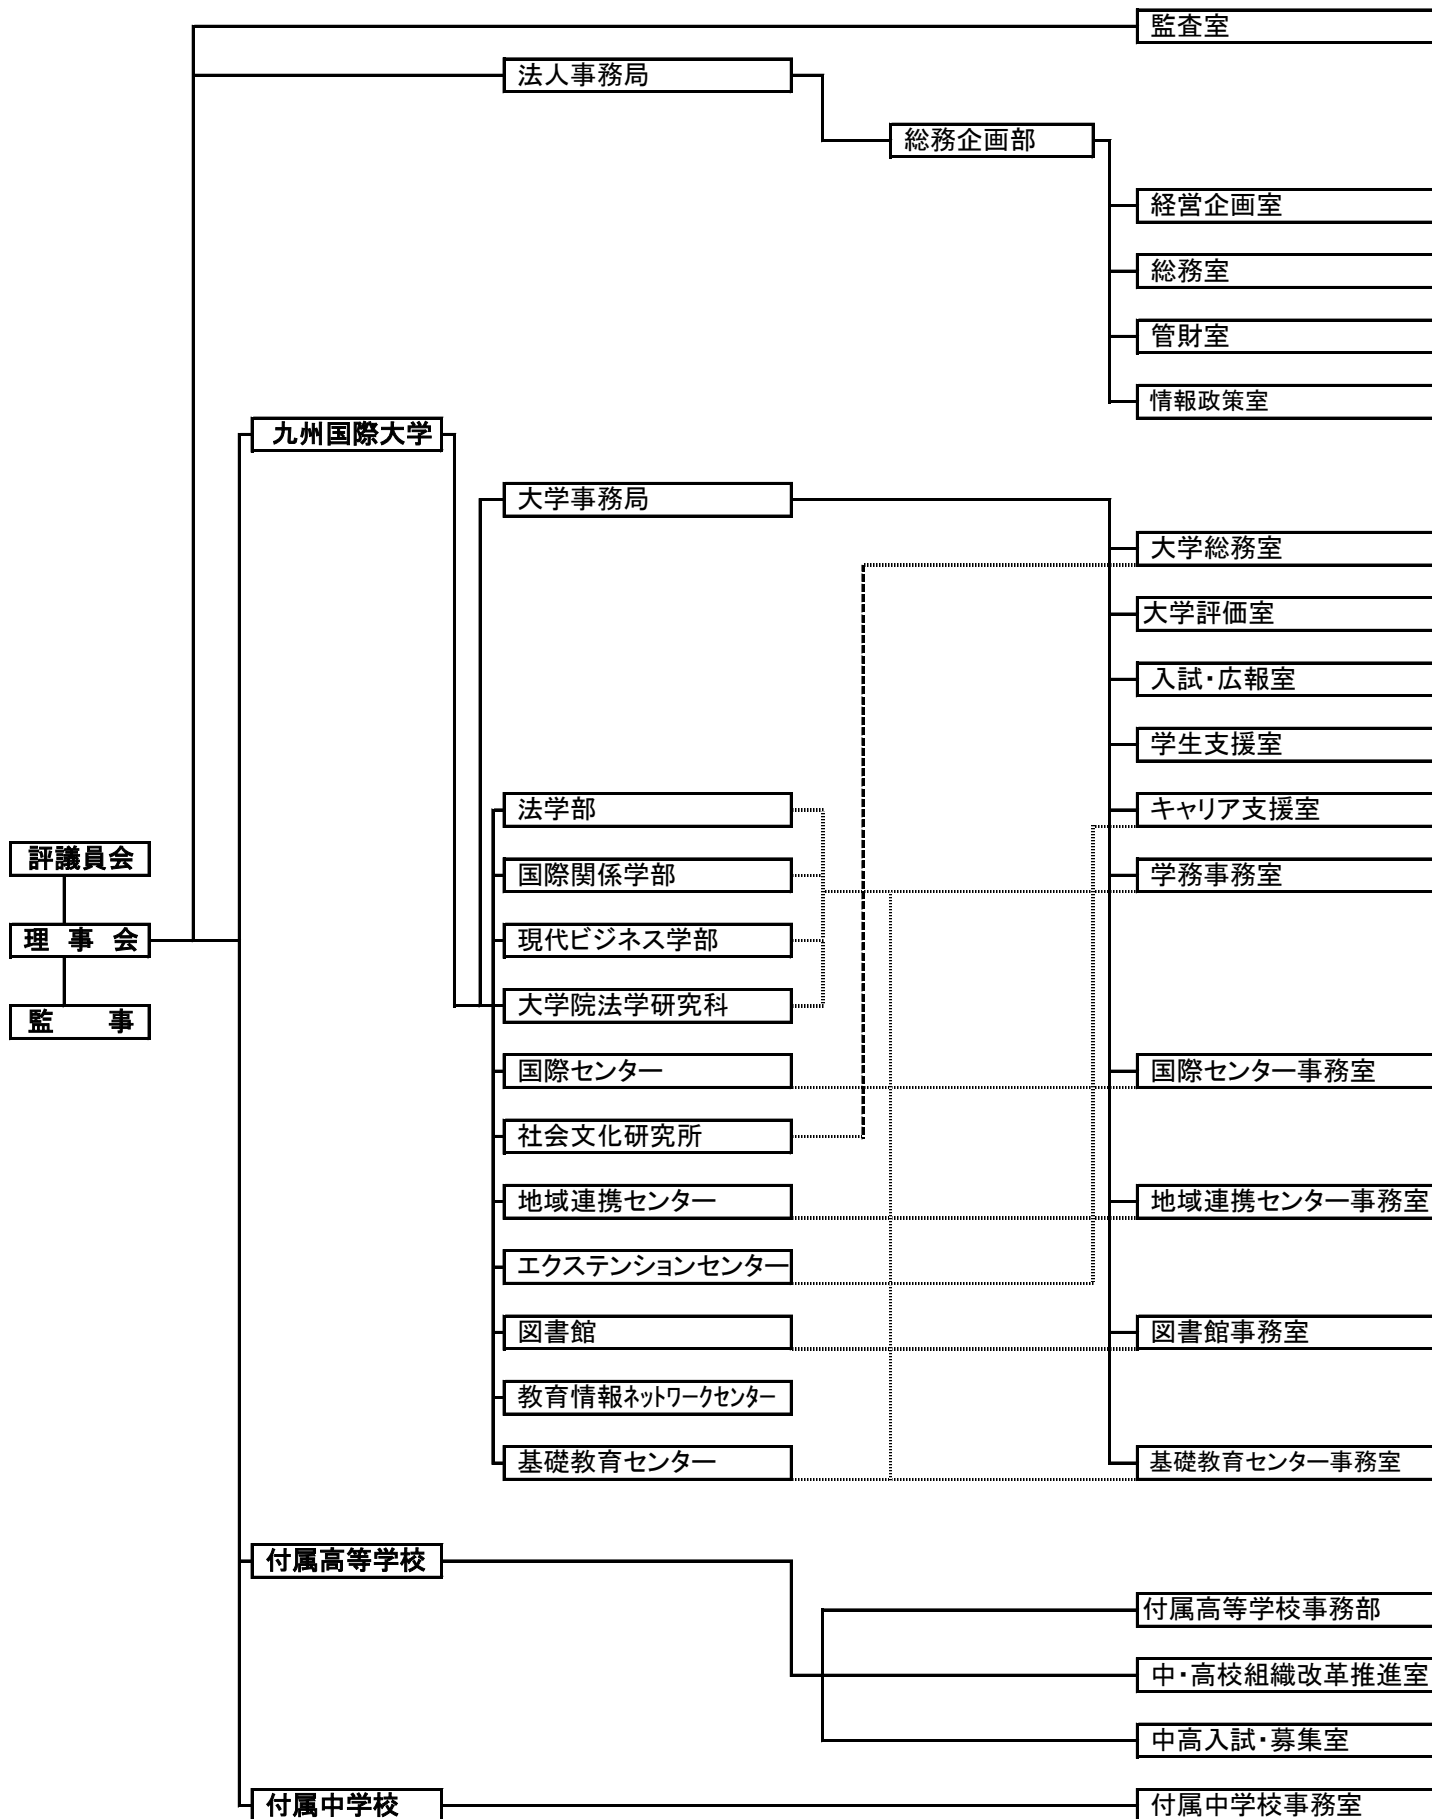 監査室
法人事務局
総務企画部
経営企画室
総務室
管財室
情報政策室
九州国際大学
大学事務局
大学総務室
大学評価室
入試・広報室
学生支援室
法学部
キャリア支援室
評議員会
国際関係学部
学務事務室
理 事 会
現代ビジネス学部
大学院法学研究科
監 事
国際センター
国際センター事務室
社会文化研究所
地域連携センター
地域連携センター事務室
エクステンションセンター
図書館
図書館事務室
教育情報ネットワークセンター
基礎教育センター
基礎教育センター事務室
付属高等学校
付属高等学校事務部
中・高校組織改革推進室
中高入試・募集室
付属中学校
付属中学校事務室